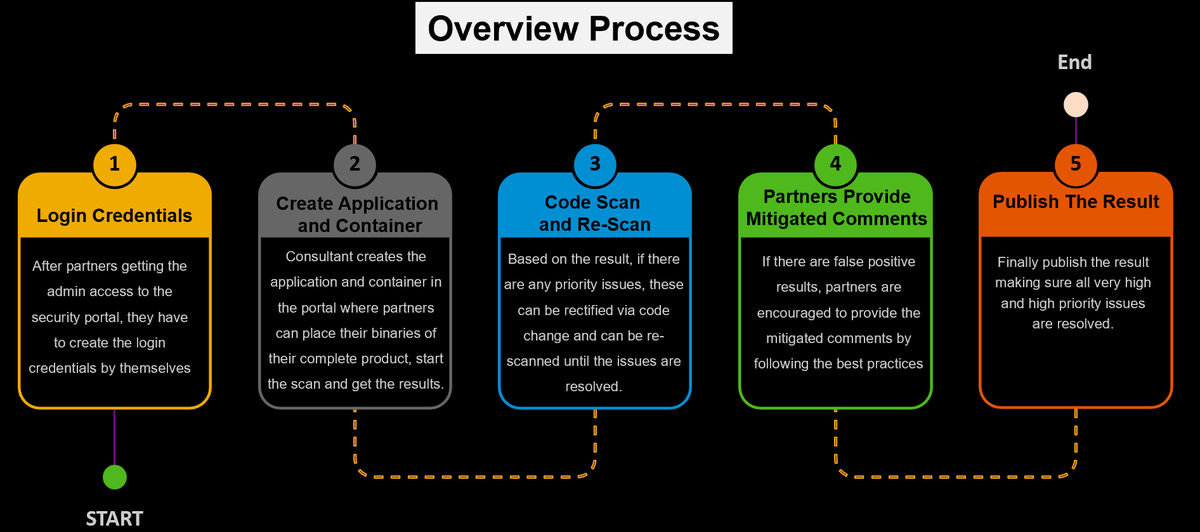 Overview Process
End
1
Login Credentials
After partners getting the
admin access to the
security portal, they have
to create the login
credentials by themselves
START
2
Create Application
and Container
Consultant creates the
application and container in
the portal where partners
can place their binaries of
their complete product, start
the scan and get the results.
3
Code Scan
and Re-Scan
Based on the result, if there
are any priority issues, these
can be rectified via code
change and can be re-
scanned until the issues are
resolved.
4
Partners Provide
Mitigated Comments
If there are false positive
results, partners are
encouraged to provide the
mitigated comments by
following the best practices
5
Publish The Result
Finally publish the result
making sure all very high
and high priority issues
are resolved.